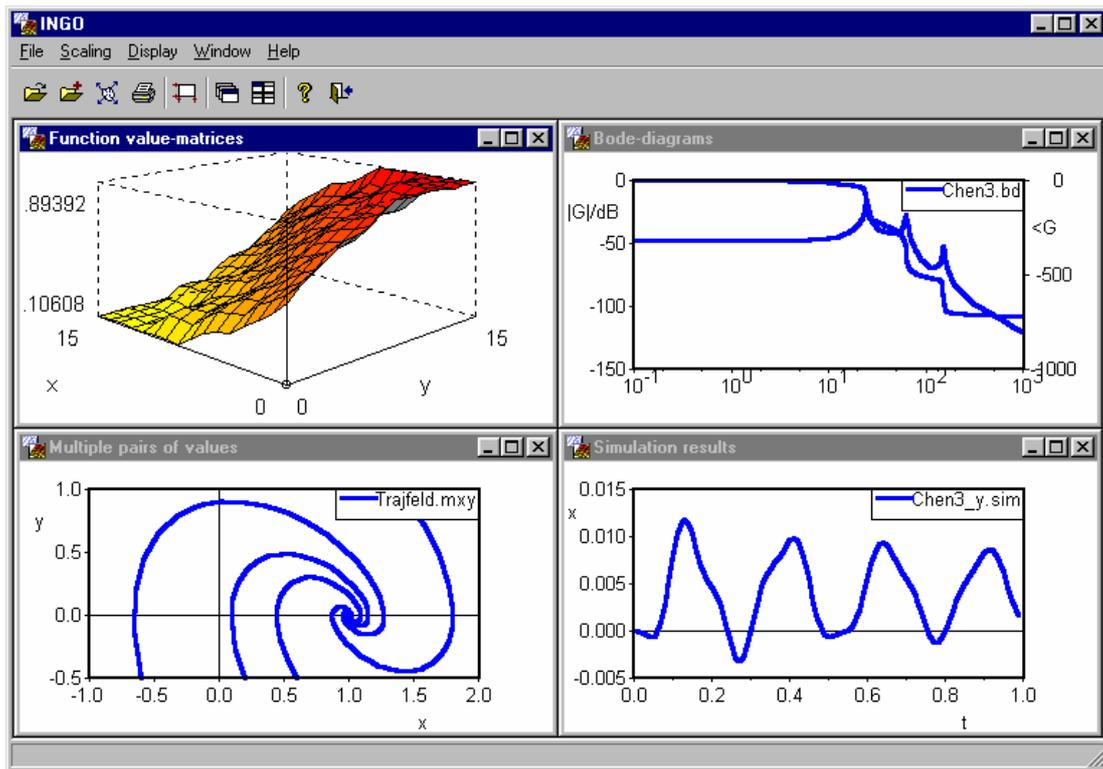 INGO
File Scaling Display Window Help
Function value-matrices
.89392
.10608
15
15
x
y
0 0
Bode-diagrams
0
0
Chen3.bd
|G|/dB
<G
-50
-500
-100
-150
-1000
10^-1 10^0 10^1 10^2 10^3
Multiple pairs of values
1.0
Trajfeld.mxy
y
0.5
0.0
-0.5
-1.0 -0.5 0.0 0.5 1.0 1.5 2.0
x
Simulation results
0.015
Chen3_y.sim
x
0.010
0.005
0.000
-0.005
0.0 0.2 0.4 0.6 0.8 1.0
t